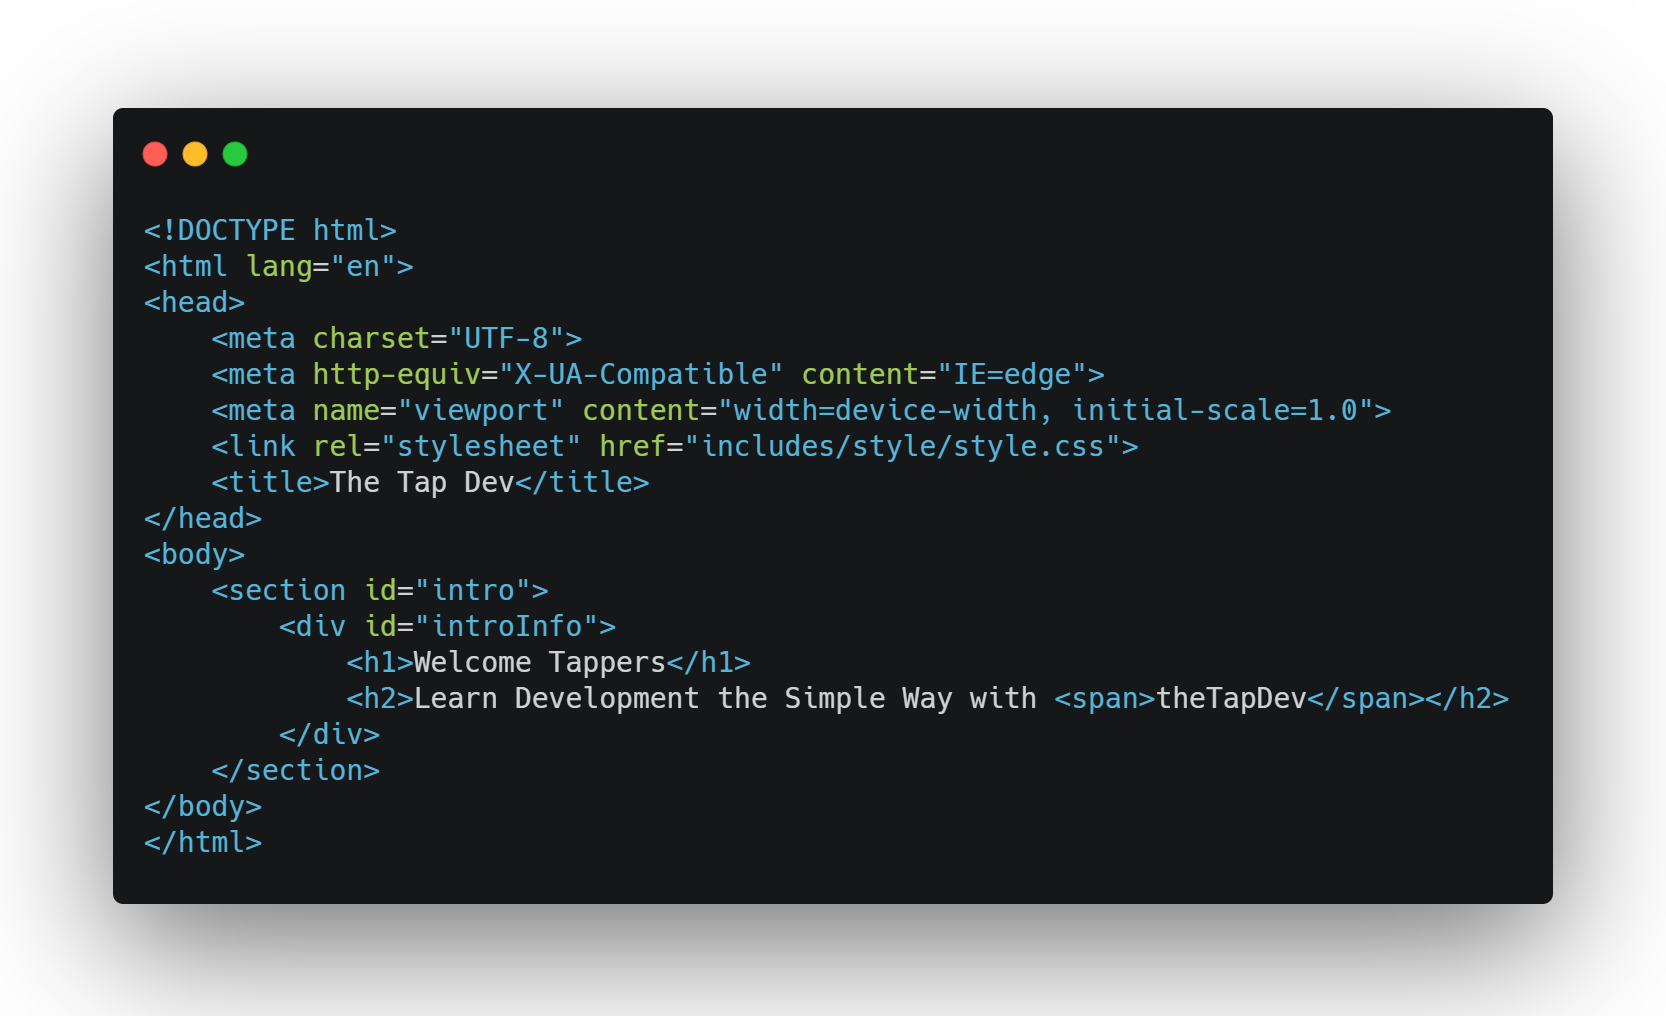 <!DOCTYPE html>
<html lang="en">
<head>
    <meta charset="UTF-8">
    <meta http-equiv="X-UA-Compatible" content="IE=edge">
    <meta name="viewport" content="width=device-width, initial-scale=1.0">
    <link rel="stylesheet" href="includes/style/style.css">
    <title>The Tap Dev</title>
</head>
<body>
    <section id="intro">
        <div id="introInfo">
            <h1>Welcome Tappers</h1>
            <h2>Learn Development the Simple Way with <span>theTapDev</span></h2>
        </div>
    </section>
</body>
</html>